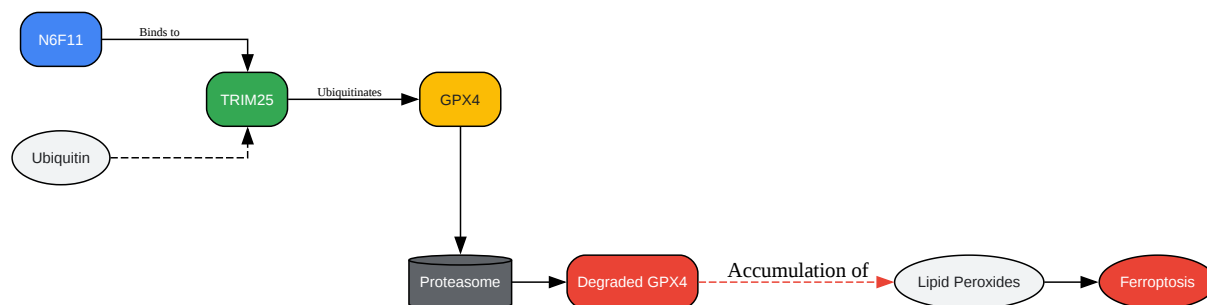 N6F11
Binds to
TRIM25
Ubiquitinates
GPX4
Ubiquitin
Proteasome
Degraded GPX4
Accumulation of
Lipid Peroxides
Ferroptosis